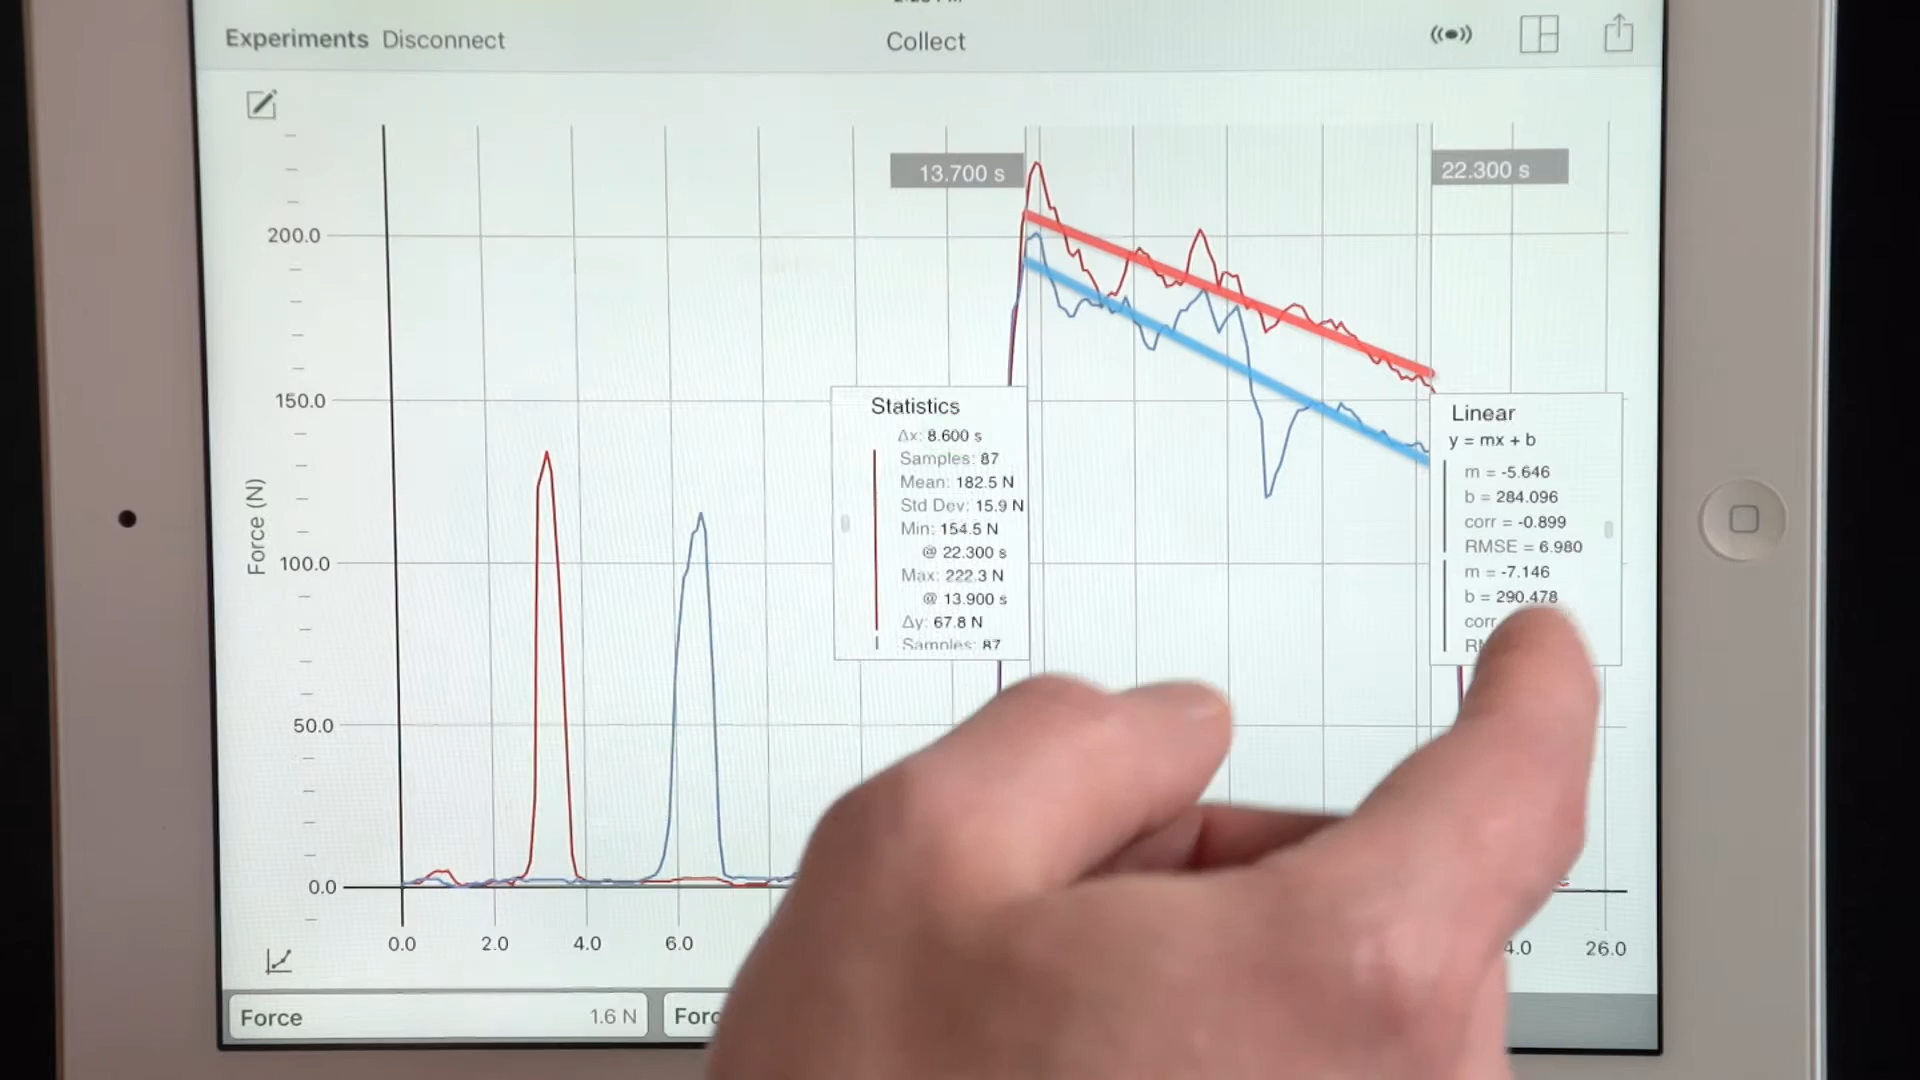 Experiments Disconnect
Collect
13.700 s
22.300 s
Force (N)
200.0
150.0
100.0
50.0
0.0
Statistics
Δx: 8.600 s
Samples: 87
Mean: 182.5 N
Std Dev: 15.9 N
Min: 154.5 N
@ 22.300 s
Max: 222.3 N
@ 13.900 s
Δy: 67.8 N
Samples: 87
Linear
y = mx + b
m = -5.646
b = 284.096
corr = -0.899
RMSE = 6.980
m = -7.146
b = 290.478
corr
0.0 2.0 4.0 6.0 4.0 26.0
Force 1.6 N